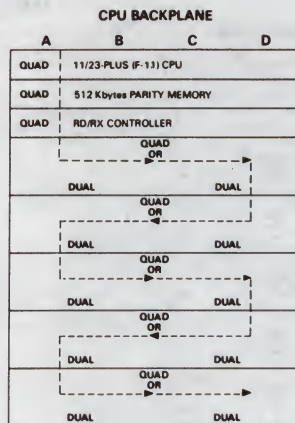 CPU BACKPLANE
A B C D
QUAD 11/23-PLUS (F-11) CPU
QUAD 512 Kbytes PARITY MEMORY
QUAD RD/RX CONTROLLER
QUAD
OR
DUAL DUAL
QUAD
OR
DUAL DUAL
QUAD
OR
DUAL DUAL
QUAD
OR
DUAL DUAL
QUAD
OR
DUAL DUAL